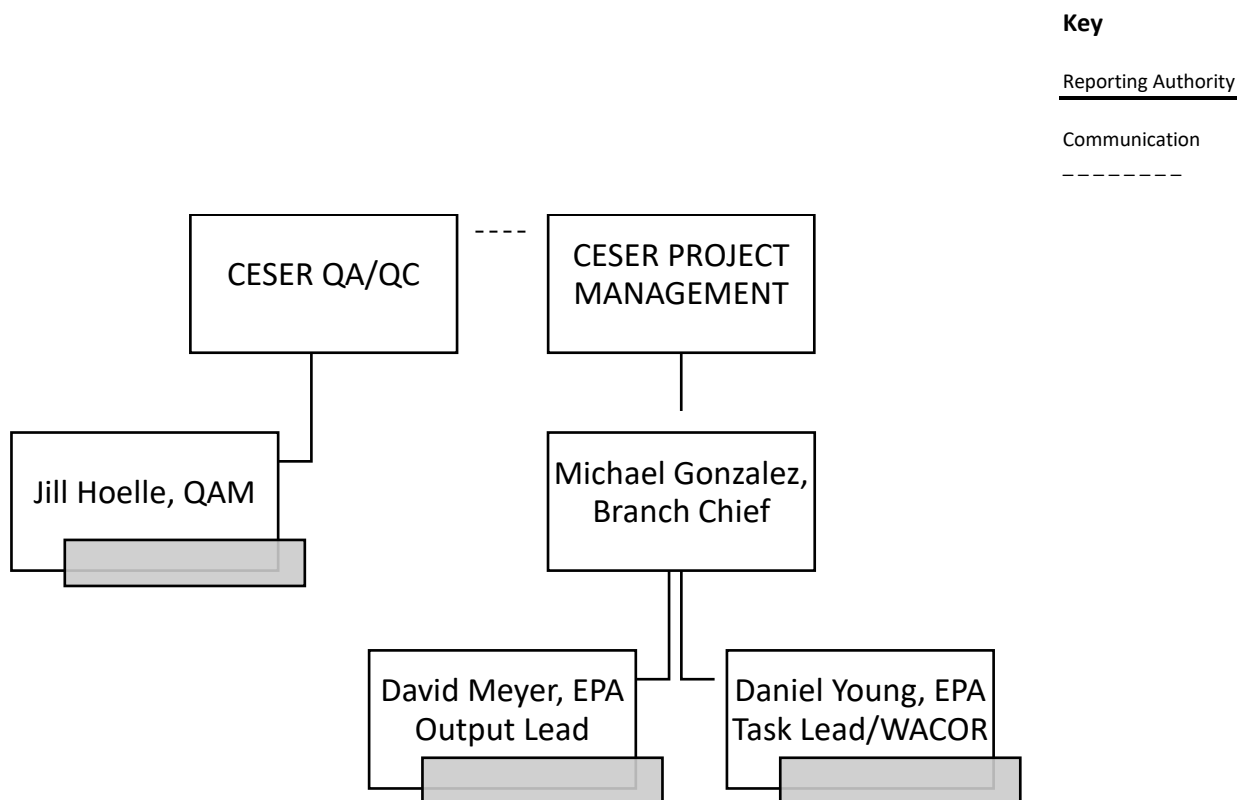 Key
Reporting Authority
Communication
CESER QA/QC
CESER PROJECT
MANAGEMENT
Jill Hoelle, QAM
Michael Gonzalez,
Branch Chief
David Meyer, EPA
Output Lead
Daniel Young, EPA
Task Lead/WACOR